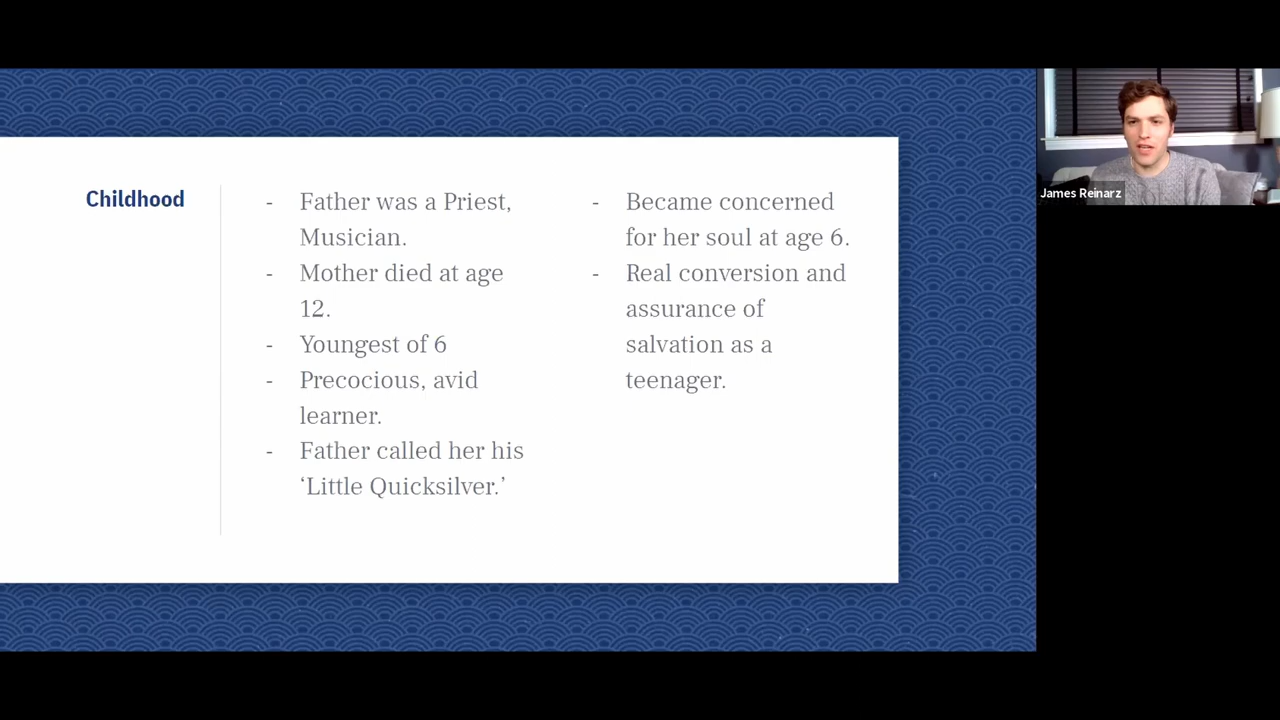 Childhood
- Father was a Priest,
Musician.
- Mother died at age
12.
- Youngest of 6
- Precocious, avid
learner.
- Father called her his
‘Little Quicksilver.’
- Became concerned
for her soul at age 6.
- Real conversion and
assurance of
salvation as a
teenager.
James Reinarz